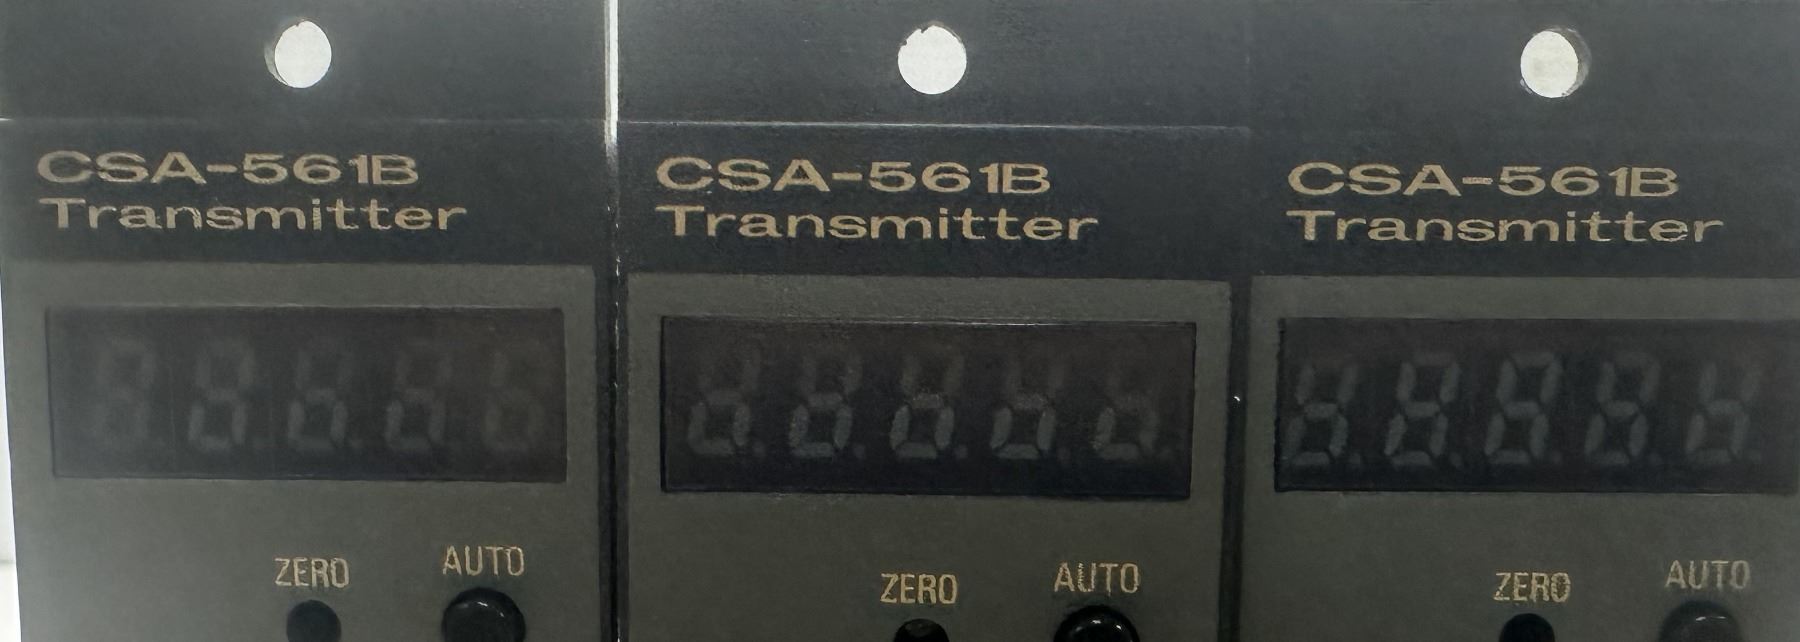 CSA-561B
Transmitter
ZERO
AUTO
CSA-561B
Transmitter
ZERO
AUTO
CSA-561B
Transmitter
ZERO
AUTO